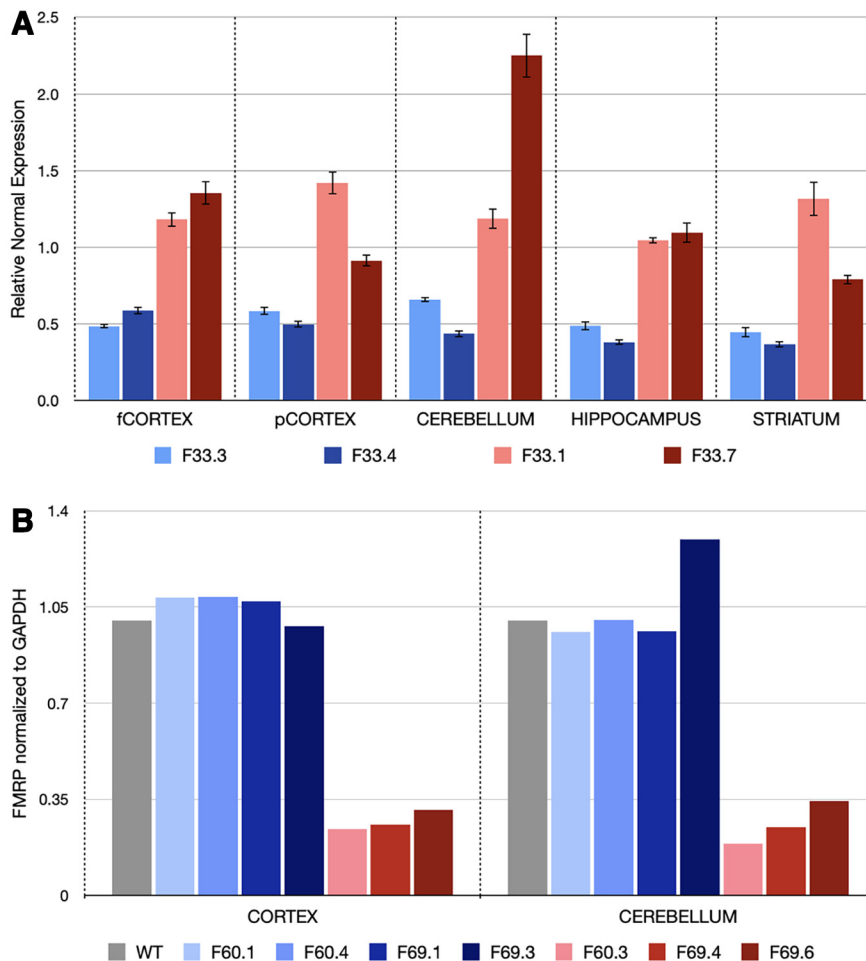 A
2.5
2.0
1.5
1.0
0.5
0.0
Relative Normal Expression
fCORTEX pCORTEX CEREBELLUM HIPPOCAMPUS STRIATUM
F33.3 F33.4 F33.1 F33.7
B
1.4
1.05
0.7
0.35
0
FMRP normalized to GAPDH
CORTEX CEREBELLUM
WT F60.1 F60.4 F69.1 F69.3 F60.3 F69.4 F69.6